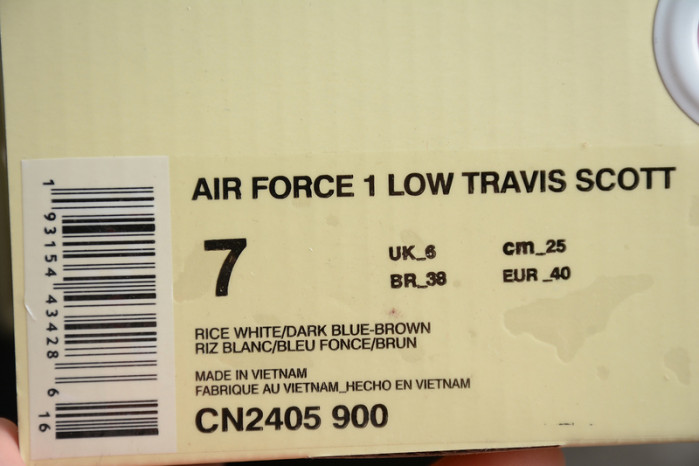 AIR FORCE 1 LOW TRAVIS SCOTT
7
UK_6
cm_25
BR_38
EUR_40
RICE WHITE/DARK BLUE-BROWN
RIZ BLANC/BLEU FONCE/BRUN
MADE IN VIETNAM
FABRIQUE AU VIETNAM_HECHO EN VIETNAM
CN2405 900
1 93154 43428 6 16